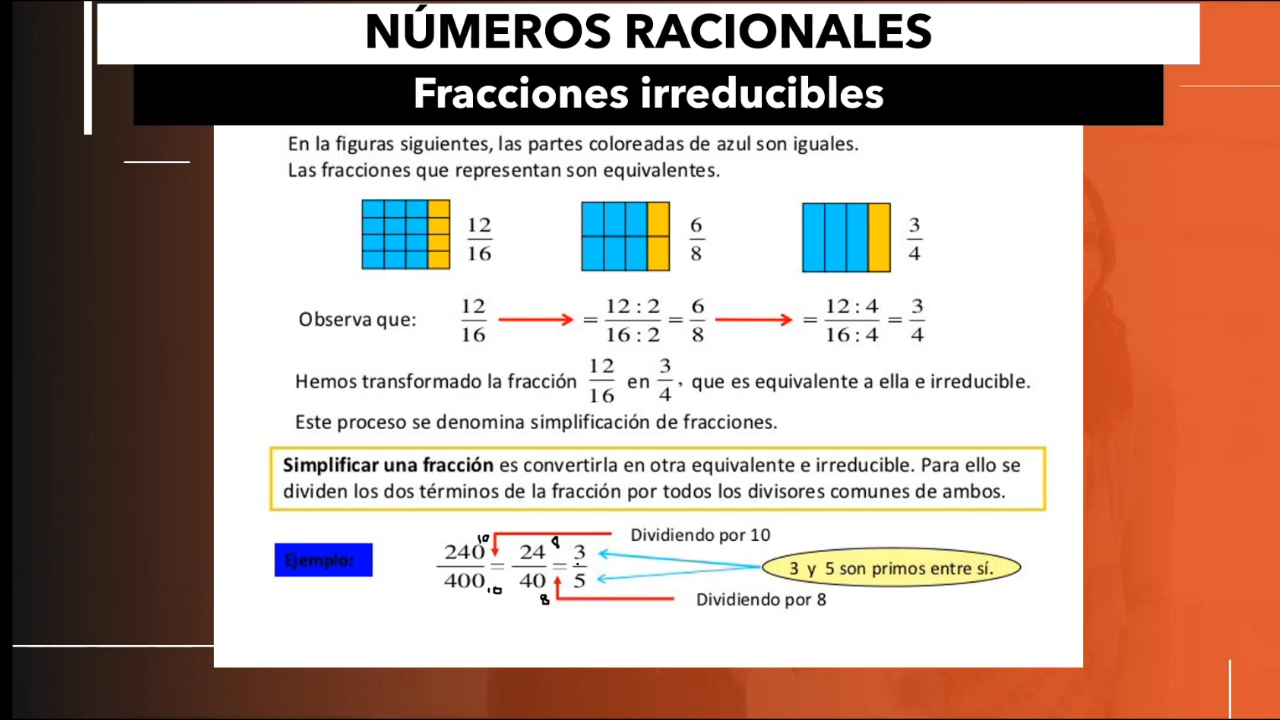 NÚMEROS RACIONALES
Fracciones irreducibles
En la figuras siguientes, las partes coloreadas de azul son iguales.
Las fracciones que representan son equivalentes.
12/16 6/8 3/4
Observa que: 12/16 = 12 : 2/16 : 2 = 6/8 = 12 : 4/16 : 4 = 3/4
Hemos transformado la fracción 12/16 en 3/4, que es equivalente a ella e irreducible.
Este proceso se denomina simplificación de fracciones.
Simplificar una fracción es convertirla en otra equivalente e irreducible. Para ello se
dividen los dos términos de la fracción por todos los divisores comunes de ambos.
Dividiendo por 10
Ejemplo: 240/400 = 24/40 = 3/5
10 10 8
3 y 5 son primos entre sí.
Dividiendo por 8